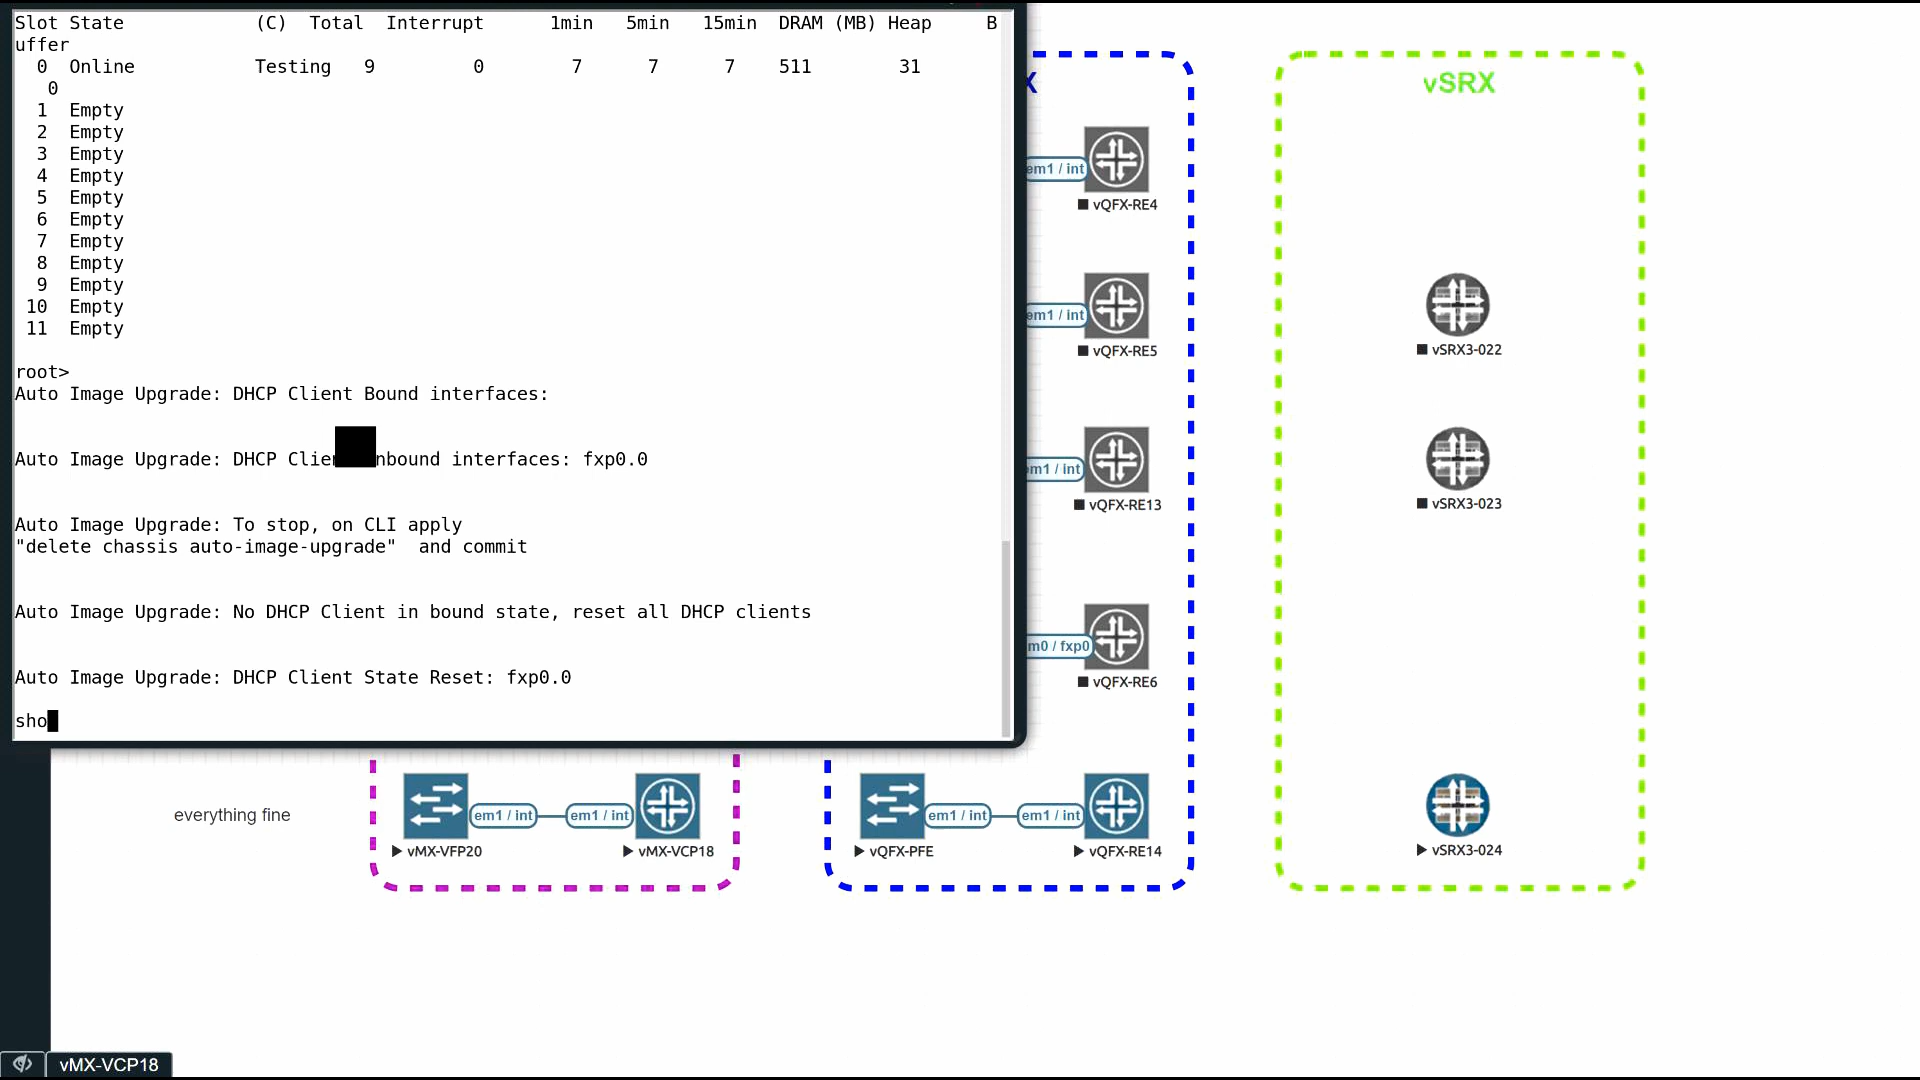 Slot State (C) Total Interrupt 1min 5min 15min DRAM (MB) Heap B
uffer
0 Online Testing 9 0 7 7 7 511 31
0
1 Empty
2 Empty
3 Empty
4 Empty
5 Empty
6 Empty
7 Empty
8 Empty
9 Empty
10 Empty
11 Empty
root>
Auto Image Upgrade: DHCP Client Bound interfaces:
Auto Image Upgrade: DHCP Clien nbound interfaces: fxp0.0
Auto Image Upgrade: To stop, on CLI apply
"delete chassis auto-image-upgrade" and commit
Auto Image Upgrade: No DHCP Client in bound state, reset all DHCP clients
Auto Image Upgrade: DHCP Client State Reset: fxp0.0
sho
X
em1 / int
vQFX-RE4
em1 / int
vQFX-RE5
em1 / int
vQFX-RE13
m0 / fxp0
vQFX-RE6
vSRX
vSRX3-022
vSRX3-023
vSRX3-024
everything fine
em1 / int
em1 / int
vMX-VFP20
vMX-VCP18
em1 / int
em1 / int
vQFX-PFE
vQFX-RE14
vMX-VCP18